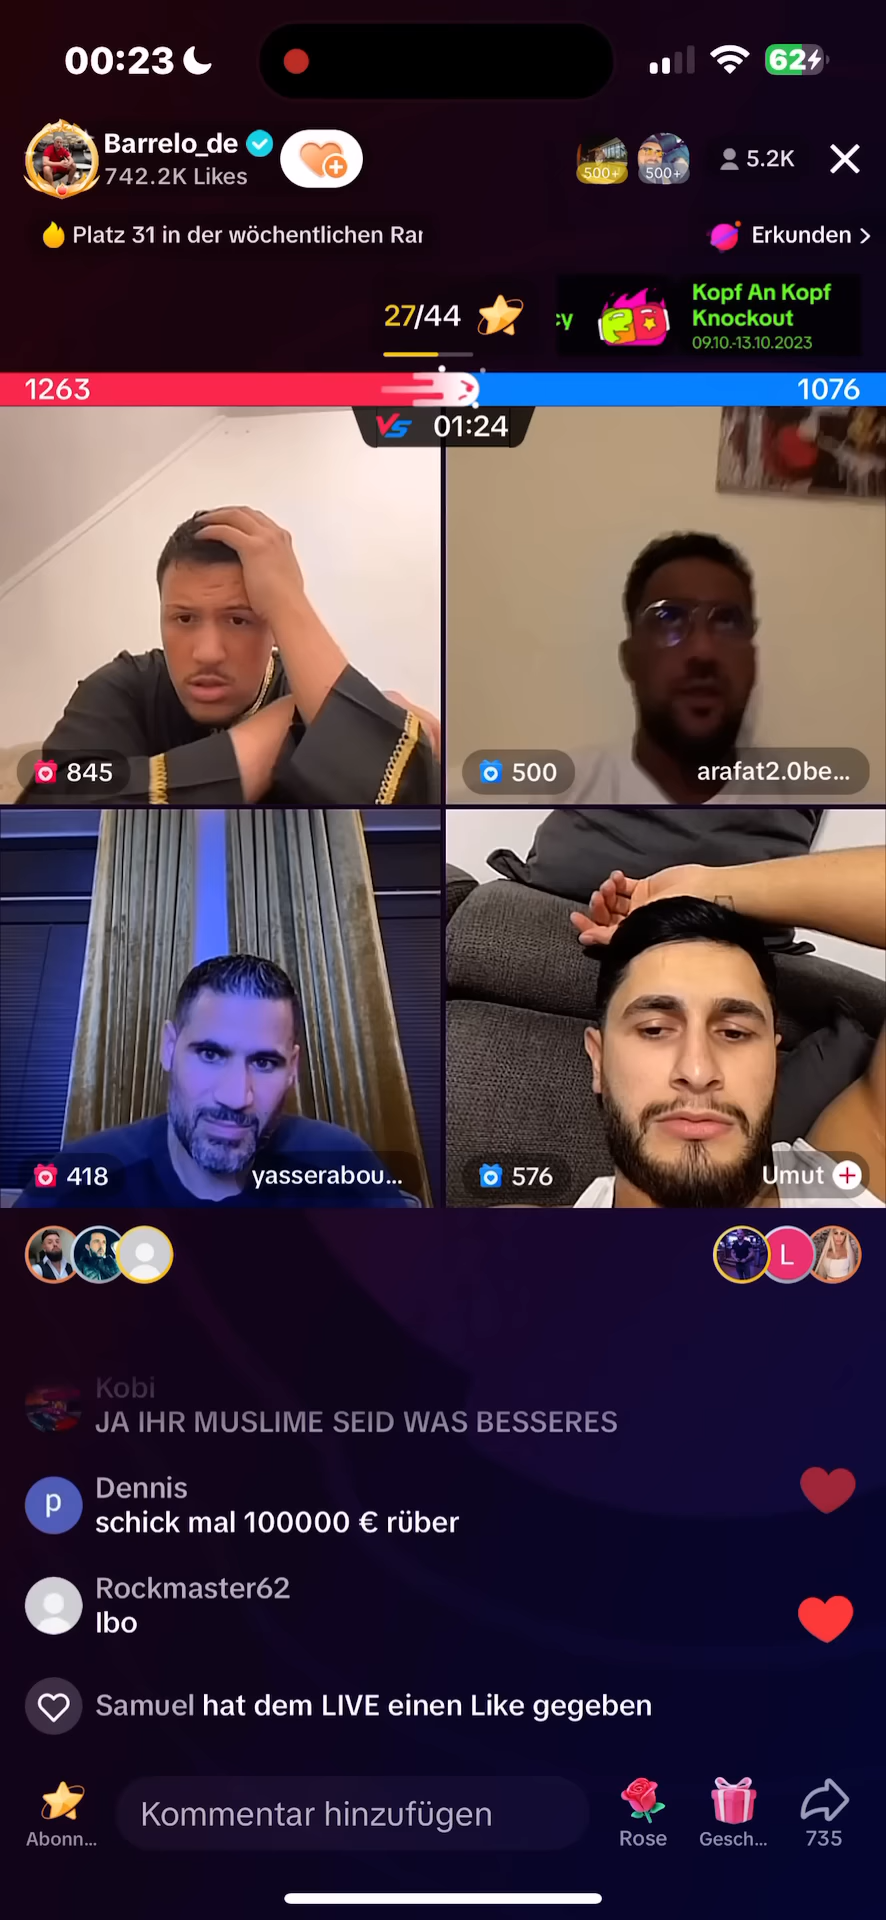 00:23
62
Barrelo_de
742.2K Likes
500+
500+
5.2K
Platz 31 in der wöchentlichen Rar
Erkunden
27/44
cy
Kopf An Kopf
Knockout
09.10.-13.10.2023
1263
1076
VS 01:24
845
500
arafat2.0be...
418
yasserabou...
576
Umut
L
Kobi
JA IHR MUSLIME SEID WAS BESSERES
p
Dennis
schick mal 100000 € rüber
Rockmaster62
Ibo
Samuel hat dem LIVE einen Like gegeben
Abonn...
Kommentar hinzufügen
Rose
Gesch...
735